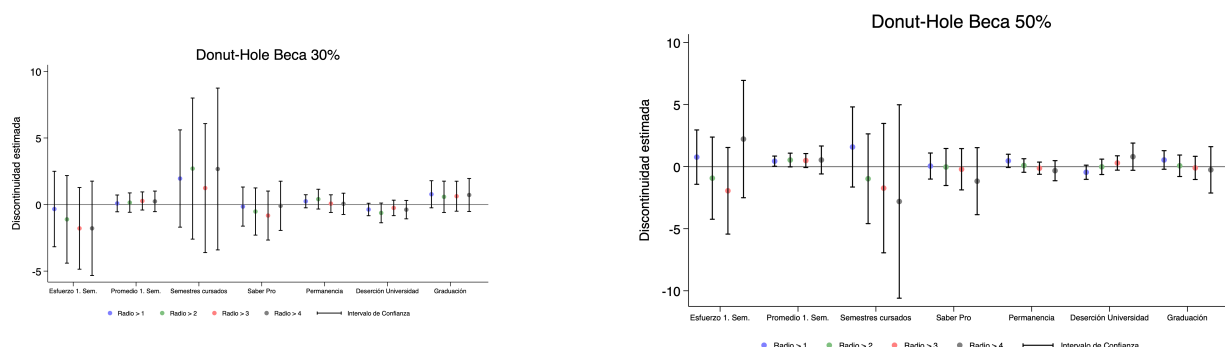 Donut-Hole Beca 30%
Discontinuidad estimada
10
5
0
-5
Esfuerzo 1. Sem. Promedio 1. Sem. Semestres cursados Saber Pro Permanencia Deserción Universidad Graduación
Radio > 1 Radio > 2 Radio > 3 Radio > 4 Intervalo de Confianza
Donut-Hole Beca 50%
Discontinuidad estimada
10
5
0
-5
-10
Esfuerzo 1. Sem. Promedio 1. Sem. Semestres cursados Saber Pro Permanencia Deserción Universidad Graduación
Radio > 1 Radio > 2 Radio > 3 Radio > 4 Intervalo de Confianza